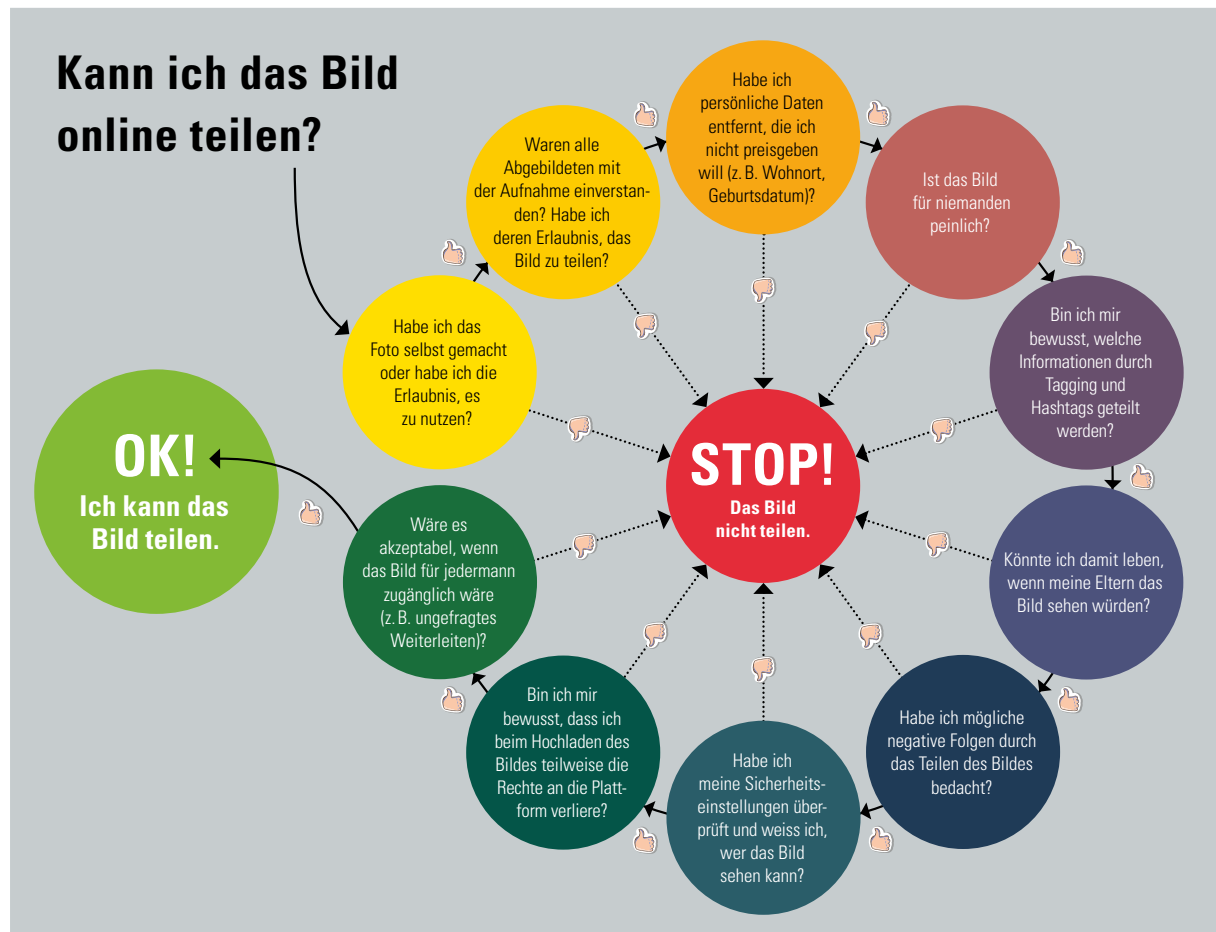 Kann ich das Bild
online teilen?
Habe ich das
Foto selbst gemacht
oder habe ich die
Erlaubnis, es
zu nutzen?
Waren alle
Abgebildeten mit
der Aufnahme einverstan-
den? Habe ich
deren Erlaubnis, das
Bild zu teilen?
Habe ich
persönliche Daten
entfernt, die ich
nicht preisgeben
will (z. B. Wohnort,
Geburtsdatum)?
Ist das Bild
für niemanden
peinlich?
Bin ich mir
bewusst, welche
Informationen durch
Tagging und
Hashtags geteilt
werden?
Könnte ich damit leben,
wenn meine Eltern das
Bild sehen würden?
Habe ich mögliche
negative Folgen durch
das Teilen des Bildes
bedacht?
Habe ich
meine Sicherheits-
einstellungen über-
prüft und weiss ich,
wer das Bild
sehen kann?
Bin ich mir
bewusst, dass ich
beim Hochladen des
Bildes teilweise die
Rechte an die Platt-
form verliere?
Wäre es
akzeptabel, wenn
das Bild für jedermann
zugänglich wäre
(z. B. ungefragtes
Weiterleiten)?
OK!
Ich kann das
Bild teilen.
STOP!
Das Bild
nicht teilen.